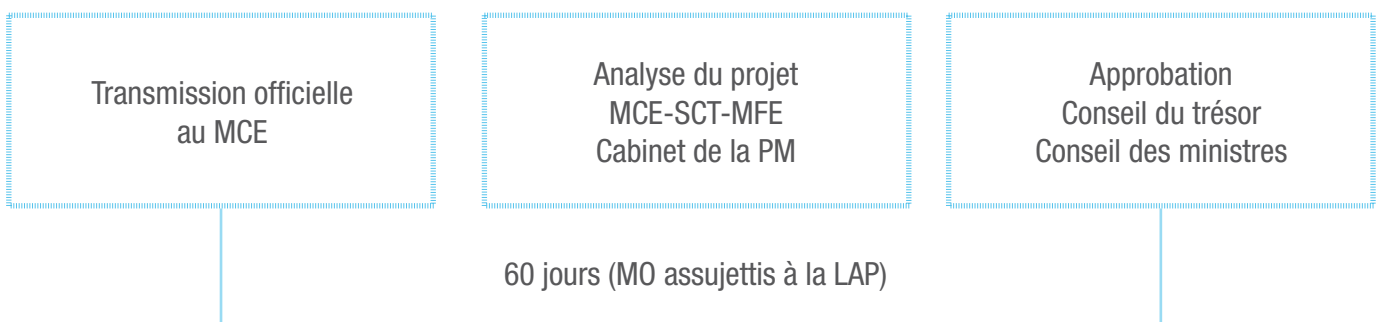 Transmission officielle
au MCE
Analyse du projet
MCE-SCT-MFE
Cabinet de la PM
Approbation
Conseil du trésor
Conseil des ministres
60 jours (MO assujettis à la LAP)